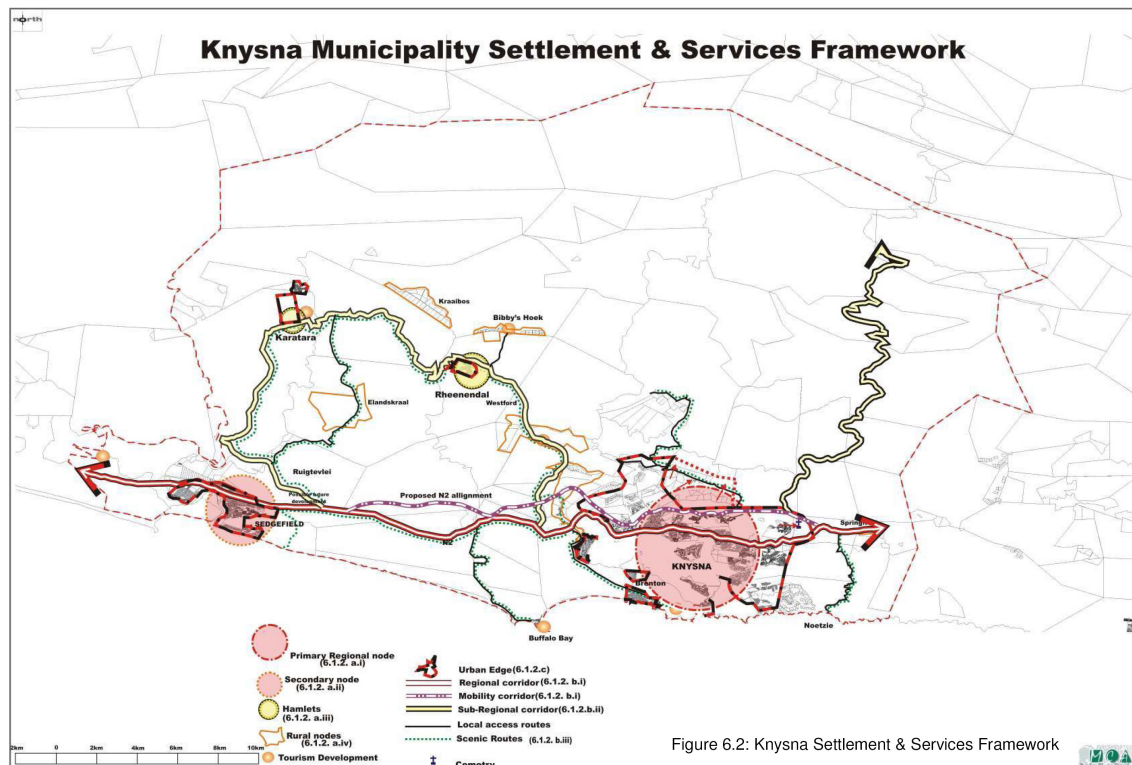 north
Knysna Municipality Settlement & Services Framework
Kraaibos
Bibby's Hoek
Karatara
Rheenendal
Westford
Elandskraal
Ruigtevlei
Proposed N2 allignment
SEDGEFIELD
N2
KNYSNA
Brenton
Noetzie
Buffalo Bay
Primary Regional node
(6.1.2. a.i)
Secondary node
(6.1.2. a.ii)
Hamlets
(6.1.2. a.iii)
Rural nodes
(6.1.2. a.iv)
Tourism Development
Urban Edge(6.1.2.c)
Regional corridor(6.1.2. b.i)
Mobility corridor(6.1.2. b.i)
Sub-Regional corridor(6.1.2.b.ii)
Local access routes
Scenic Routes (6.1.2. b.iii)
2km 0 2km 4km 6km 8km 10km
Figure 6.2: Knysna Settlement & Services Framework